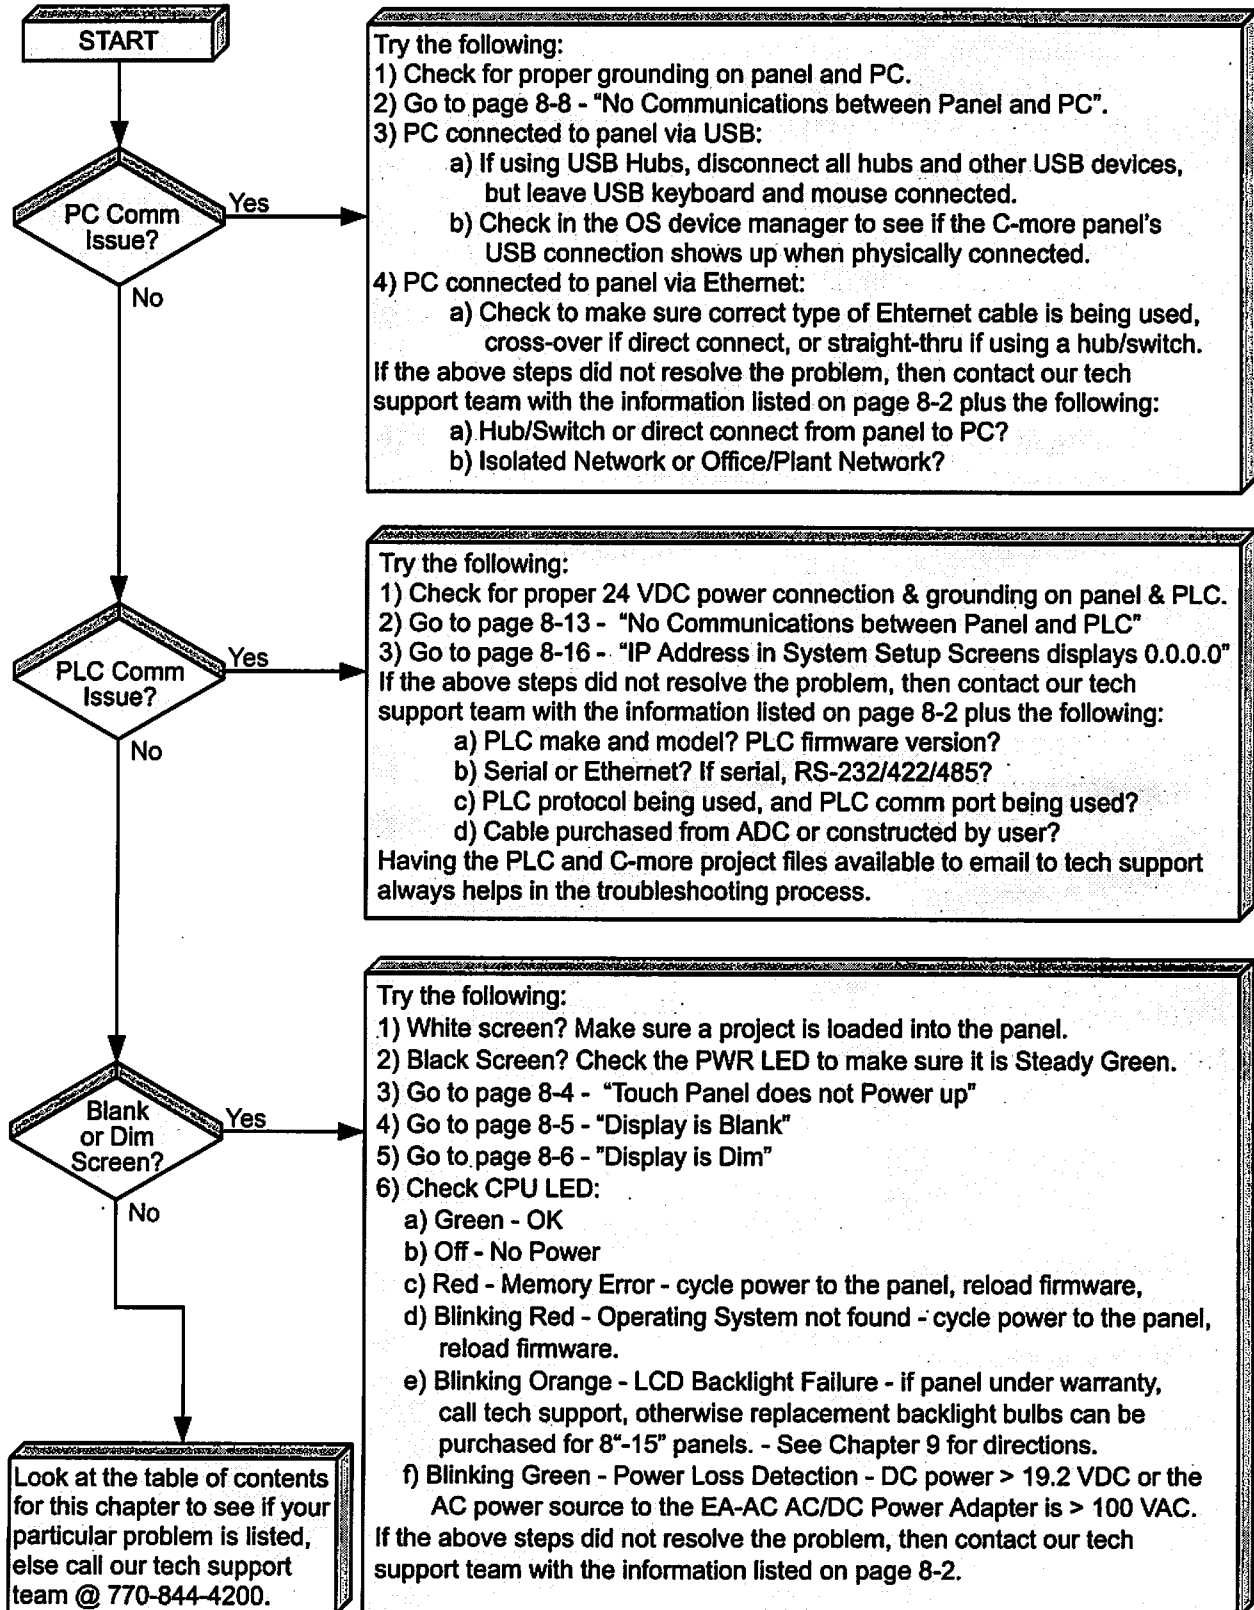 START
PC Comm
Issue?
Yes
No
Try the following:
1) Check for proper grounding on panel and PC.
2) Go to page 8-8 - "No Communications between Panel and PC".
3) PC connected to panel via USB:
a) If using USB Hubs, disconnect all hubs and other USB devices,
but leave USB keyboard and mouse connected.
b) Check in the OS device manager to see if the C-more panel's
USB connection shows up when physically connected.
4) PC connected to panel via Ethernet:
a) Check to make sure correct type of Ehternet cable is being used,
cross-over if direct connect, or straight-thru if using a hub/switch.
If the above steps did not resolve the problem, then contact our tech
support team with the information listed on page 8-2 plus the following:
a) Hub/Switch or direct connect from panel to PC?
b) Isolated Network or Office/Plant Network?
PLC Comm
Issue?
Yes
No
Try the following:
1) Check for proper 24 VDC power connection & grounding on panel & PLC.
2) Go to page 8-13 - "No Communications between Panel and PLC"
3) Go to page 8-16 - "IP Address in System Setup Screens displays 0.0.0.0"
If the above steps did not resolve the problem, then contact our tech
support team with the information listed on page 8-2 plus the following:
a) PLC make and model? PLC firmware version?
b) Serial or Ethernet? If serial, RS-232/422/485?
c) PLC protocol being used, and PLC comm port being used?
d) Cable purchased from ADC or constructed by user?
Having the PLC and C-more project files available to email to tech support
always helps in the troubleshooting process.
Blank
or Dim
Screen?
Yes
No
Try the following:
1) White screen? Make sure a project is loaded into the panel.
2) Black Screen? Check the PWR LED to make sure it is Steady Green.
3) Go to page 8-4 - "Touch Panel does not Power up"
4) Go to page 8-5 - "Display is Blank"
5) Go to page 8-6 - "Display is Dim"
6) Check CPU LED:
a) Green - OK
b) Off - No Power
c) Red - Memory Error - cycle power to the panel, reload firmware,
d) Blinking Red - Operating System not found - cycle power to the panel,
reload firmware.
e) Blinking Orange - LCD Backlight Failure - if panel under warranty,
call tech support, otherwise replacement backlight bulbs can be
purchased for 8"-15" panels. - See Chapter 9 for directions.
f) Blinking Green - Power Loss Detection - DC power > 19.2 VDC or the
AC power source to the EA-AC AC/DC Power Adapter is > 100 VAC.
If the above steps did not resolve the problem, then contact our tech
support team with the information listed on page 8-2.
Look at the table of contents
for this chapter to see if your
particular problem is listed,
else call our tech support
team @ 770-844-4200.